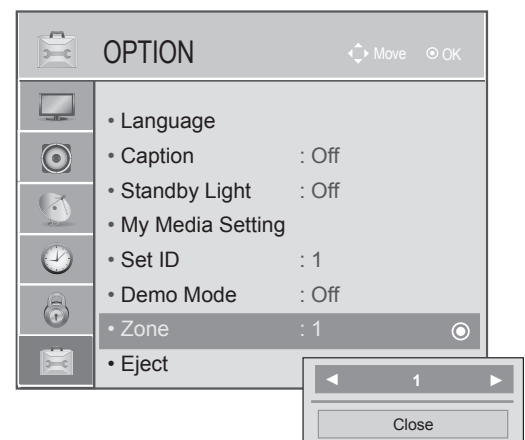 OPTION
Move
OK
• Language
• Caption : Off
• Standby Light : Off
• My Media Setting
• Set ID : 1
• Demo Mode : Off
• Zone : 1
• Eject
◄ 1 ►
Close